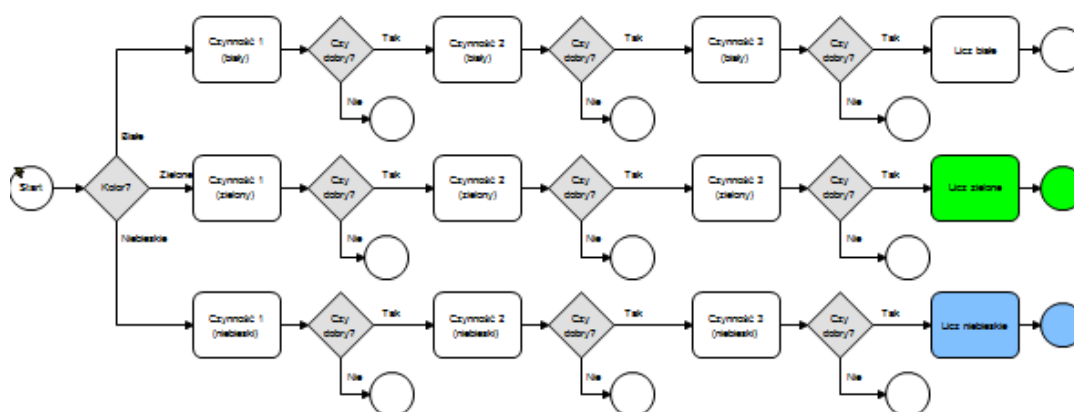 Czynność 1
(biały)
Czy
dobry?
Tak
Nie
Czynność 2
(biały)
Czy
dobry?
Tak
Nie
Czynność 3
(biały)
Czy
dobry?
Tak
Nie
Licz białe
Białe
Start
Kolor?
Zielone
Czynność 1
(zielony)
Czy
dobry?
Tak
Nie
Czynność 2
(zielony)
Czy
dobry?
Tak
Nie
Czynność 3
(zielony)
Czy
dobry?
Tak
Nie
Licz zielone
Niebieskie
Czynność 1
(niebieski)
Czy
dobry?
Tak
Nie
Czynność 2
(niebieski)
Czy
dobry?
Tak
Nie
Czynność 3
(niebieski)
Czy
dobry?
Tak
Nie
Licz niebieskie